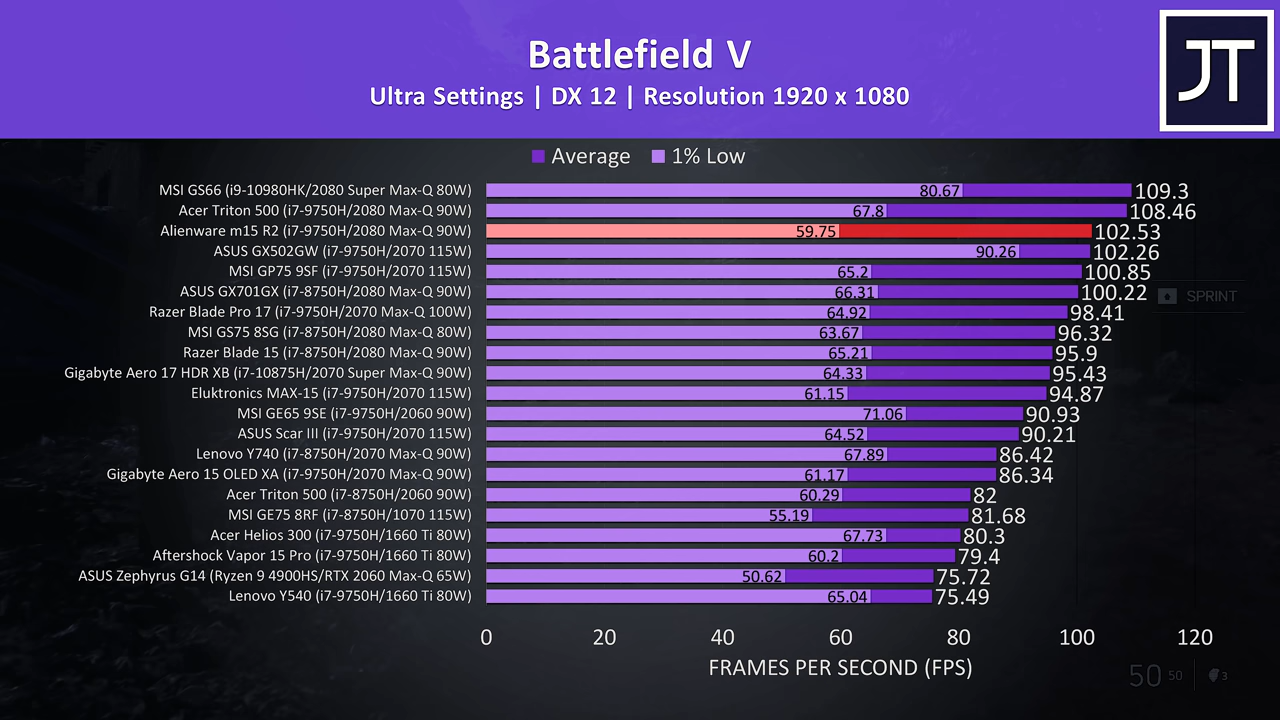 Battlefield V
JT
Ultra Settings | DX 12 | Resolution 1920 x 1080
Average 1% Low
MSI GS66 (i9-10980HK/2080 Super Max-Q 80W) 80.67 109.3
Acer Triton 500 (i7-9750H/2080 Max-Q 90W) 67.8 108.46
Alienware m15 R2 (i7-9750H/2080 Max-Q 90W) 59.75 102.53
ASUS GX502GW (i7-9750H/2070 115W) 90.26 102.26
MSI GP75 9SF (i7-9750H/2070 115W) 65.2 100.85
ASUS GX701GX (i7-8750H/2080 Max-Q 90W) 66.31 100.22
SPRINT
Razer Blade Pro 17 (i7-9750H/2070 Max-Q 100W) 64.92 98.41
MSI GS75 8SG (i7-8750H/2080 Max-Q 80W) 63.67 96.32
Razer Blade 15 (i7-8750H/2080 Max-Q 90W) 65.21 95.9
Gigabyte Aero 17 HDR XB (i7-10875H/2070 Super Max-Q 90W) 64.33 95.43
Eluktronics MAX-15 (i7-9750H/2070 115W) 61.15 94.87
MSI GE65 9SE (i7-9750H/2060 90W) 71.06 90.93
ASUS Scar III (i7-9750H/2070 115W) 64.52 90.21
Lenovo Y740 (i7-8750H/2070 Max-Q 90W) 67.89 86.42
Gigabyte Aero 15 OLED XA (i7-9750H/2070 Max-Q 90W) 61.17 86.34
Acer Triton 500 (i7-8750H/2060 90W) 60.29 82
MSI GE75 8RF (i7-8750H/1070 115W) 55.19 81.68
Acer Helios 300 (i7-9750H/1660 Ti 80W) 67.73 80.3
Aftershock Vapor 15 Pro (i7-9750H/1660 Ti 80W) 60.2 79.4
ASUS Zephyrus G14 (Ryzen 9 4900HS/RTX 2060 Max-Q 65W) 50.62 75.72
Lenovo Y540 (i7-9750H/1660 Ti 80W) 65.04 75.49
0 20 40 60 80 100 120
FRAMES PER SECOND (FPS)
50 50 3